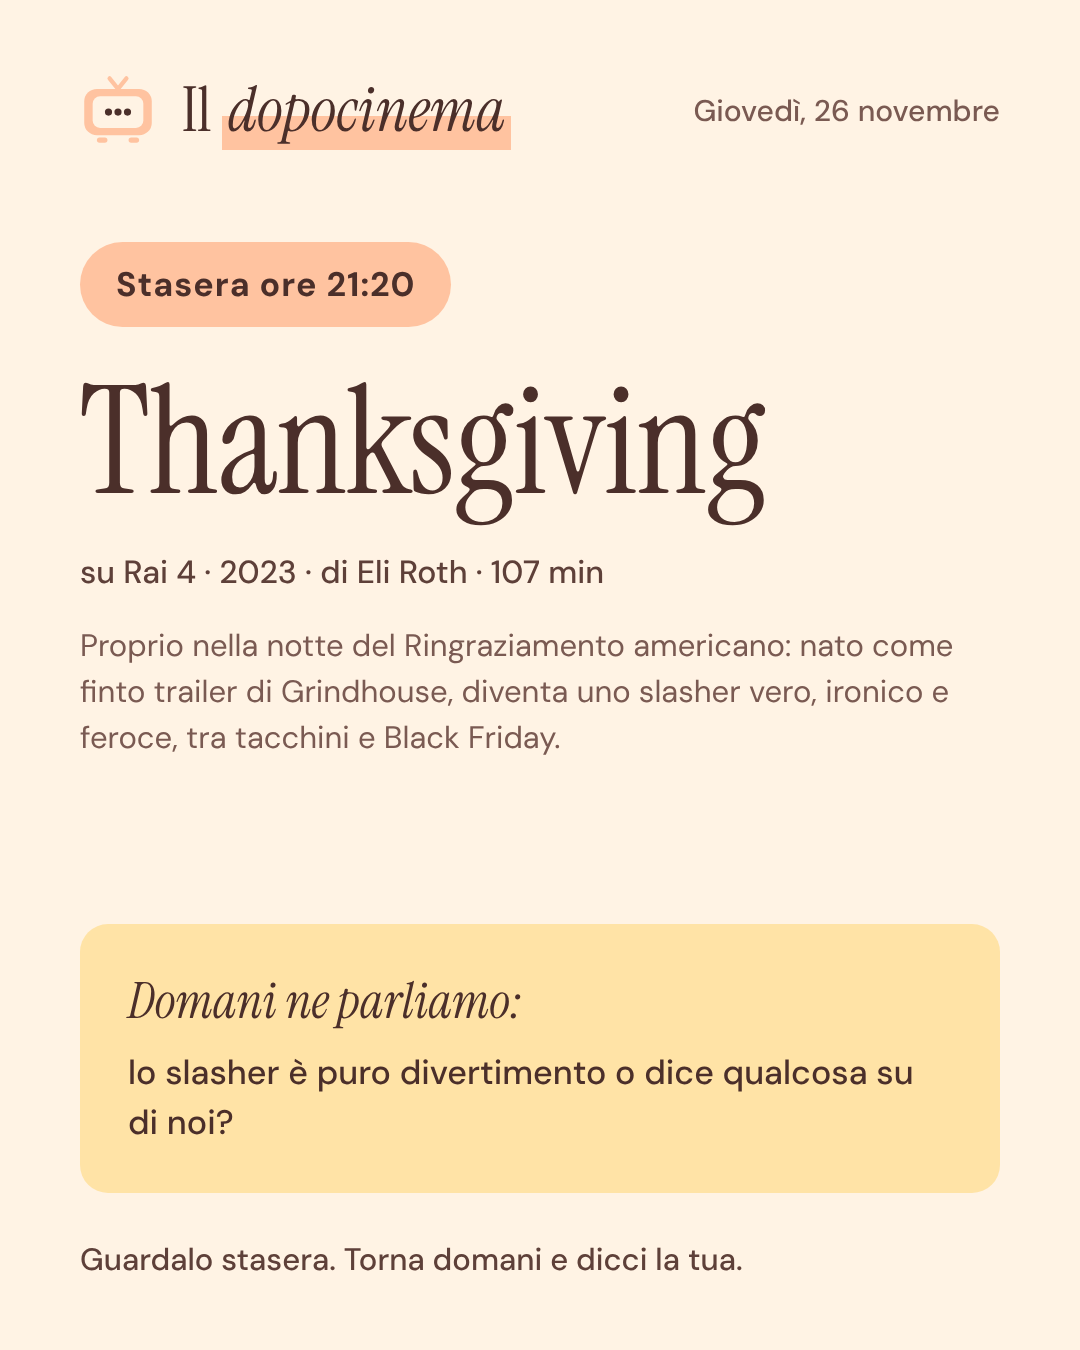 Il dopocinema
Giovedì, 26 novembre
Stasera ore 21:20
Thanksgiving
su Rai 4 · 2023 · di Eli Roth · 107 min
Proprio nella notte del Ringraziamento americano: nato come
finto trailer di Grindhouse, diventa uno slasher vero, ironico e
feroce, tra tacchini e Black Friday.
Domani ne parliamo:
lo slasher è puro divertimento o dice qualcosa su
di noi?
Guardalo stasera. Torna domani e dicci la tua.